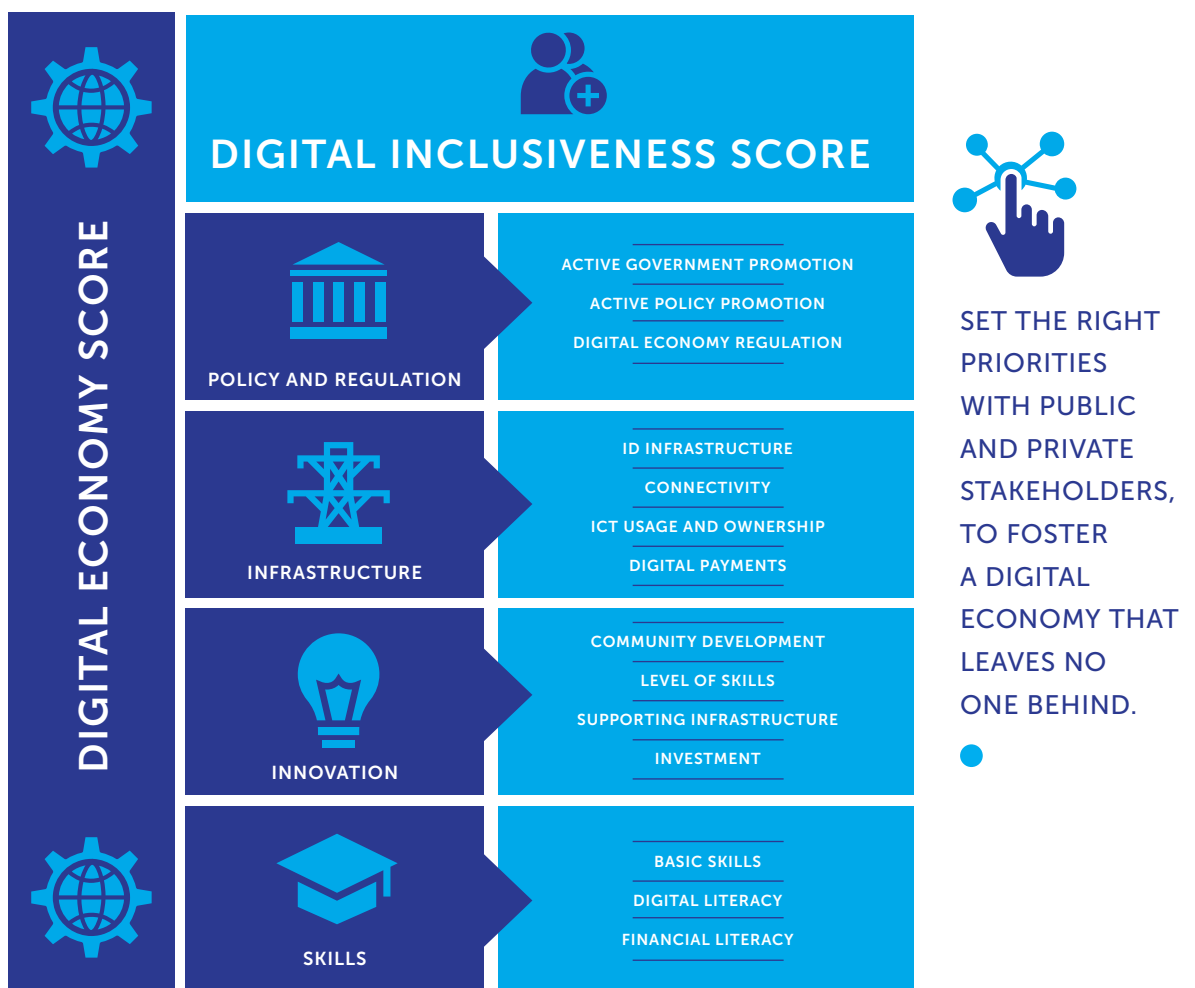 DIGITAL ECONOMY SCORE
DIGITAL INCLUSIVENESS SCORE
POLICY AND REGULATION
ACTIVE GOVERNMENT PROMOTION
ACTIVE POLICY PROMOTION
DIGITAL ECONOMY REGULATION
INFRASTRUCTURE
ID INFRASTRUCTURE
CONNECTIVITY
ICT USAGE AND OWNERSHIP
DIGITAL PAYMENTS
INNOVATION
COMMUNITY DEVELOPMENT
LEVEL OF SKILLS
SUPPORTING INFRASTRUCTURE
INVESTMENT
SKILLS
BASIC SKILLS
DIGITAL LITERACY
FINANCIAL LITERACY
SET THE RIGHT
PRIORITIES
WITH PUBLIC
AND PRIVATE
STAKEHOLDERS,
TO FOSTER
A DIGITAL
ECONOMY THAT
LEAVES NO
ONE BEHIND.